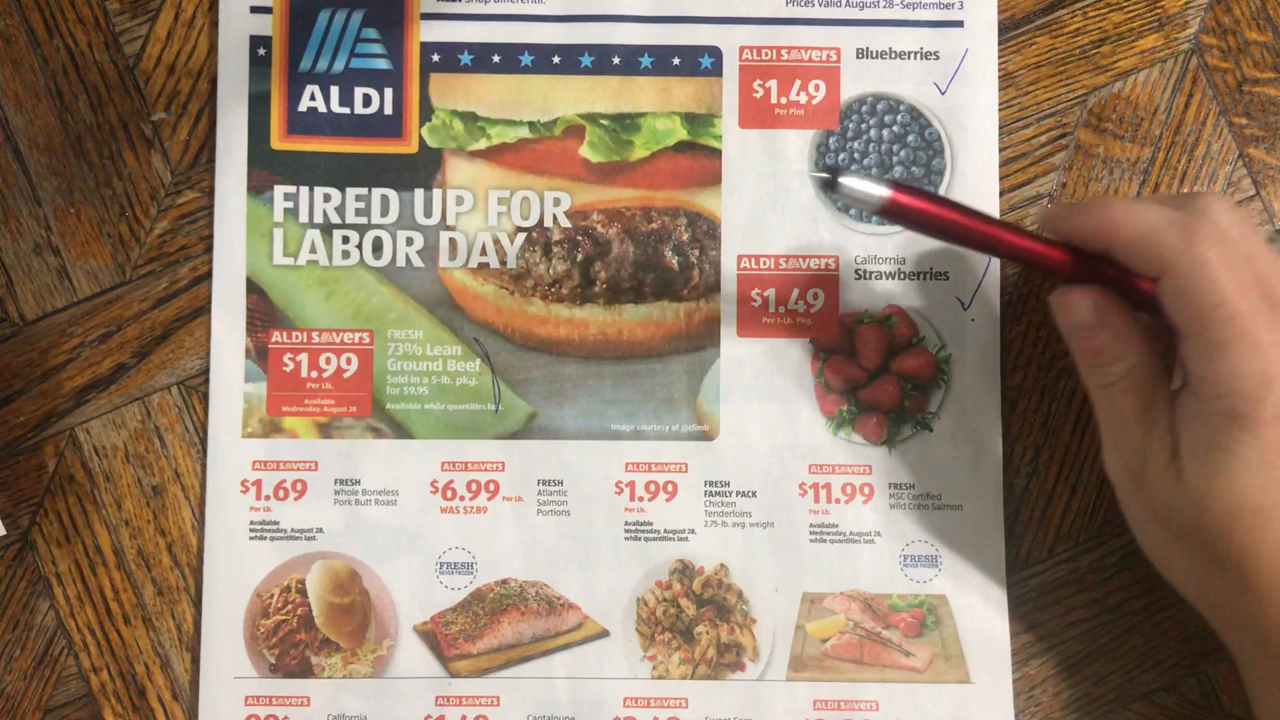 ALDI Shop differentli.
Prices Valid August 28–September 3
ALDI
FIRED UP FOR
LABOR DAY
ALDI SAVERS
$1.99
Per Lb.
Available
Wednesday, August 28
FRESH
73% Lean
Ground Beef
Sold in a 5-lb. pkg.
for $9.95
Available while quantities last.
Image courtesy of
ALDI SAVERS
$1.49
Per Pint
Blueberries
ALDI SAVERS
$1.49
Per 1-Lb. Pkg.
California
Strawberries
ALDI SAVERS
$1.69
Per Lb.
Available
Wednesday, August 28,
while quantities last.
FRESH
Whole Boneless
Pork Butt Roast
ALDI SAVERS
$6.99 Per Lb.
WAS $7.89
FRESH
Atlantic
Salmon
Portions
FRESH
NEVER FROZEN
ALDI SAVERS
$1.99
Per Lb.
Available
Wednesday, August 28,
while quantities last.
FRESH
FAMILY PACK
Chicken
Tenderloins
2.75-lb. avg. weight
ALDI SAVERS
$11.99
Per Lb.
Available
Wednesday, August 28,
while quantities last.
FRESH
MSC Certified
Wild Coho Salmon
FRESH
NEVER FROZEN
ALDI SAVERS
California
ALDI SAVERS
Cantaloupe
ALDI SAVERS
Sweet Corn
ALDI SAVERS